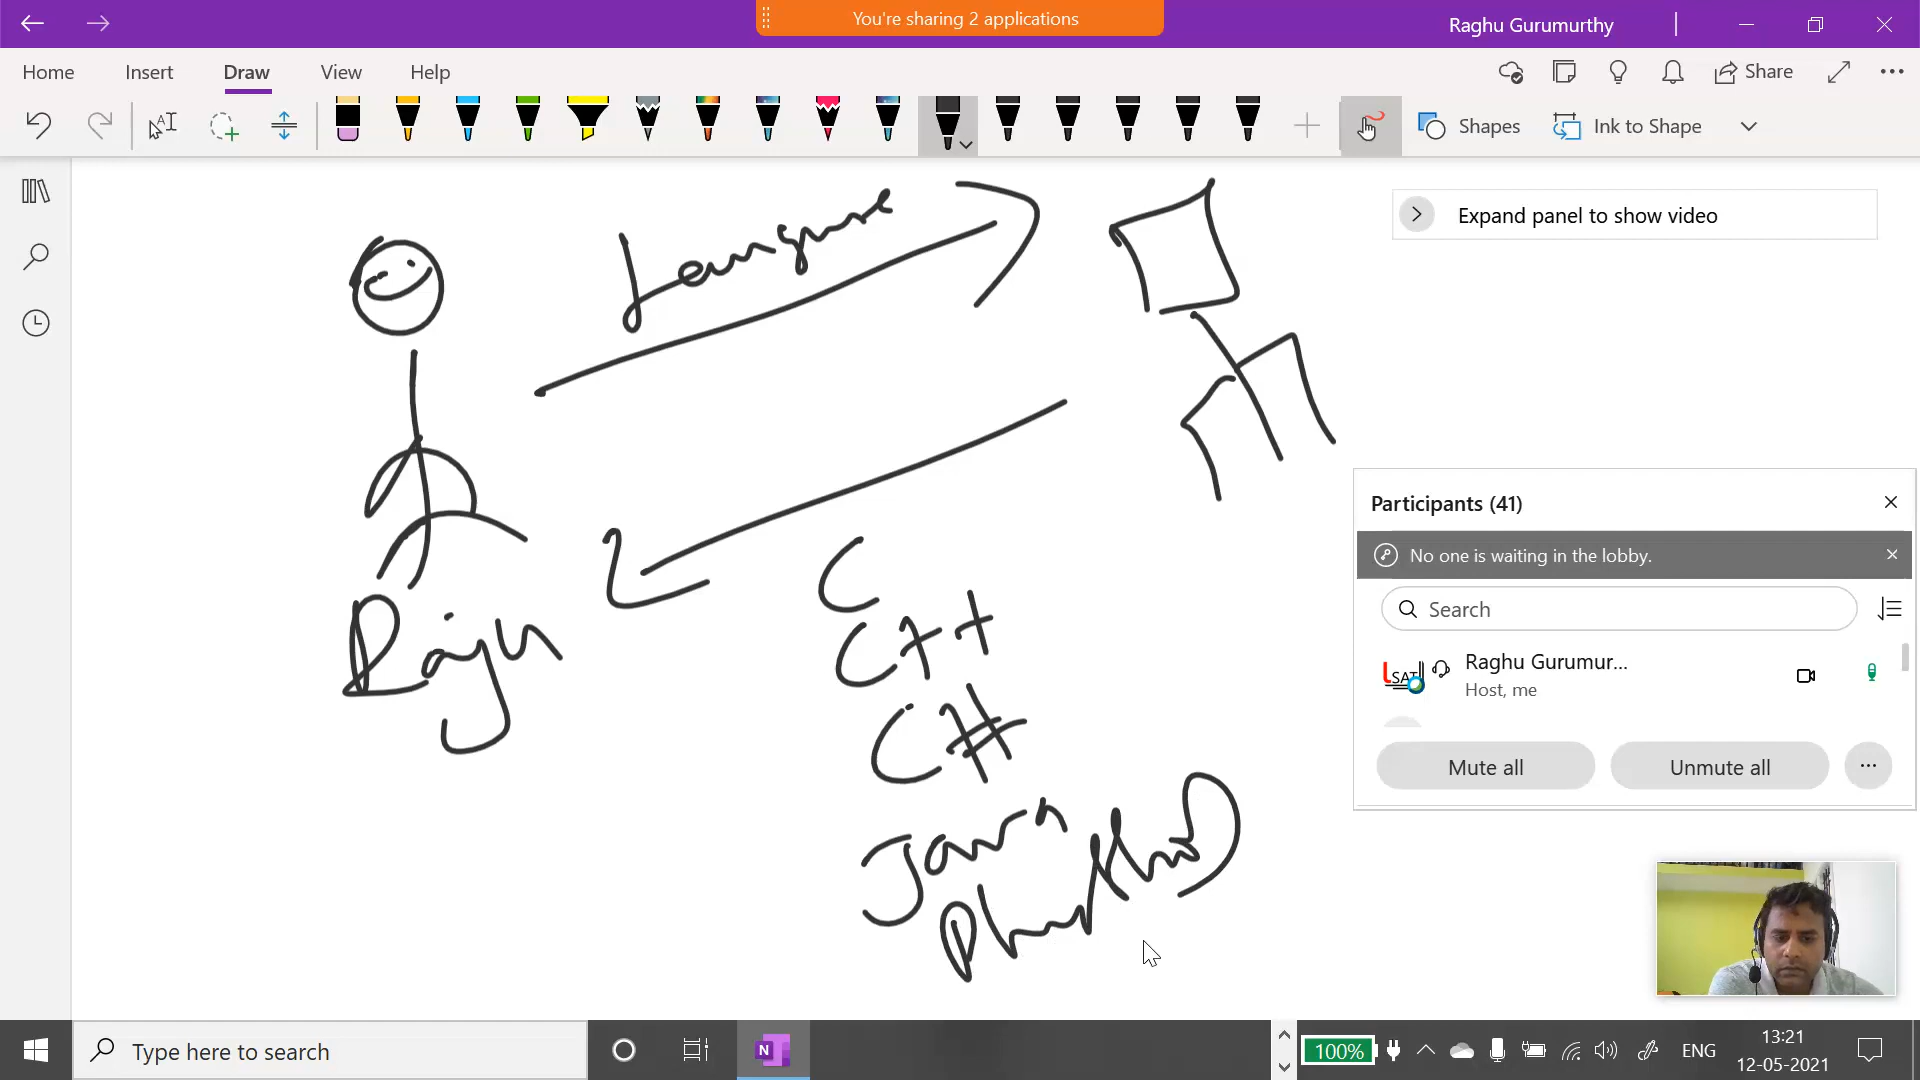 You're sharing 2 applications
Raghu Gurumurthy
Home Insert Draw View Help
Share
Shapes
Ink to Shape
Expand panel to show video
Raju
C
C++
C#
Java
Participants (41)
No one is waiting in the lobby.
Search
LSAT
Raghu Gurumur...
Host, me
Mute all
Unmute all
Type here to search
N
100%
ENG
13:21
12-05-2021